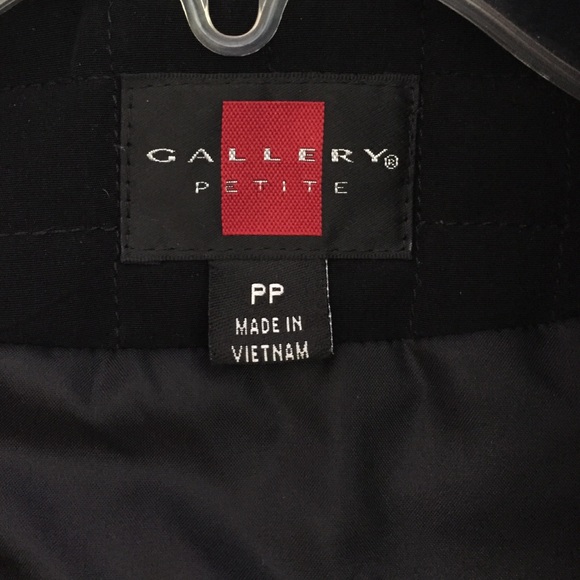 GALLERY®
PETITE
PP
MADE IN
VIETNAM